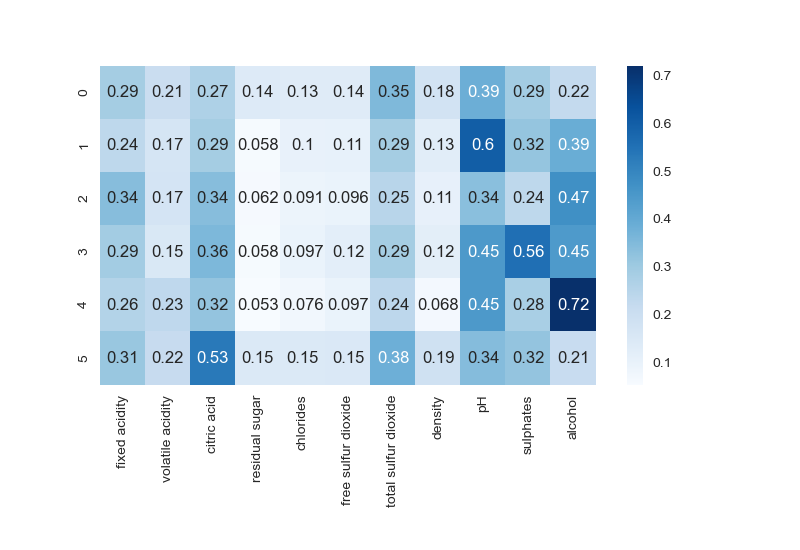 0 0.29 0.21 0.27 0.14 0.13 0.14 0.35 0.18 0.39 0.29 0.22
1 0.24 0.17 0.29 0.058 0.1 0.11 0.29 0.13 0.6 0.32 0.39
2 0.34 0.17 0.34 0.062 0.091 0.096 0.25 0.11 0.34 0.24 0.47
3 0.29 0.15 0.36 0.058 0.097 0.12 0.29 0.12 0.45 0.56 0.45
4 0.26 0.23 0.32 0.053 0.076 0.097 0.24 0.068 0.45 0.28 0.72
5 0.31 0.22 0.53 0.15 0.15 0.15 0.38 0.19 0.34 0.32 0.21
fixed acidity
volatile acidity
citric acid
residual sugar
chlorides
free sulfur dioxide
total sulfur dioxide
density
pH
sulphates
alcohol
0.7
0.6
0.5
0.4
0.3
0.2
0.1